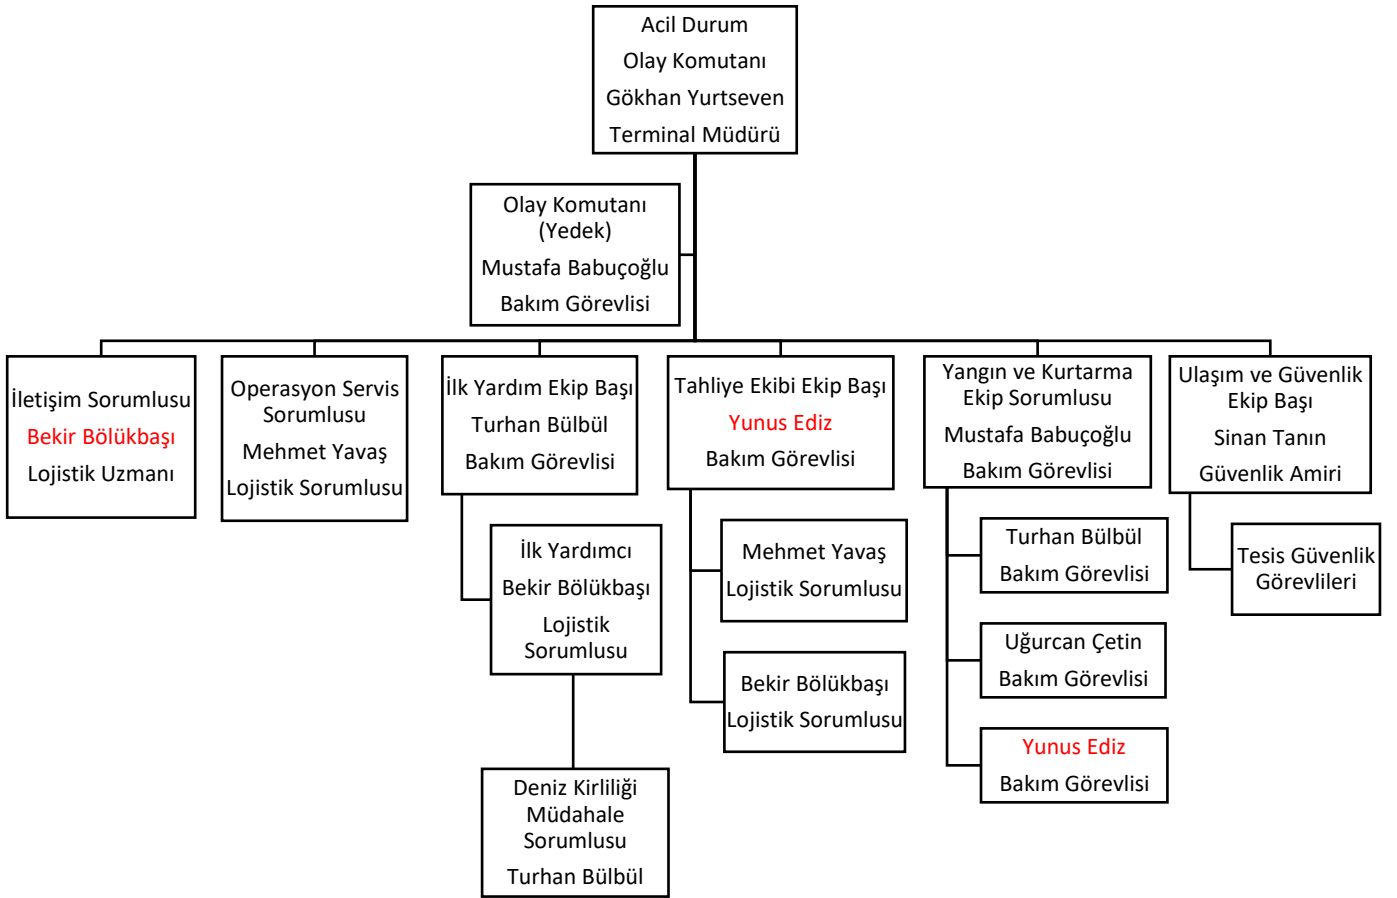 Acil Durum
Olay Komutanı
Gökhan Yurtseven
Terminal Müdürü
Olay Komutanı
(Yedek)
Mustafa Babuçoğlu
Bakım Görevlisi
İletişim Sorumlusu
Bekir Bölükbaşı
Lojistik Uzmanı
Operasyon Servis
Sorumlusu
Mehmet Yavaş
Lojistik Sorumlusu
İlk Yardım Ekip Başı
Turhan Bülbül
Bakım Görevlisi
İlk Yardımcı
Bekir Bölükbaşı
Lojistik
Sorumlusu
Deniz Kirliliği
Müdahale
Sorumlusu
Turhan Bülbül
Tahliye Ekibi Ekip Başı
Yunus Ediz
Bakım Görevlisi
Mehmet Yavaş
Lojistik Sorumlusu
Bekir Bölükbaşı
Lojistik Sorumlusu
Yangın ve Kurtarma
Ekip Sorumlusu
Mustafa Babuçoğlu
Bakım Görevlisi
Turhan Bülbül
Bakım Görevlisi
Uğurcan Çetin
Bakım Görevlisi
Yunus Ediz
Bakım Görevlisi
Ulaşım ve Güvenlik
Ekip Başı
Sinan Tanın
Güvenlik Amiri
Tesis Güvenlik
Görevlileri